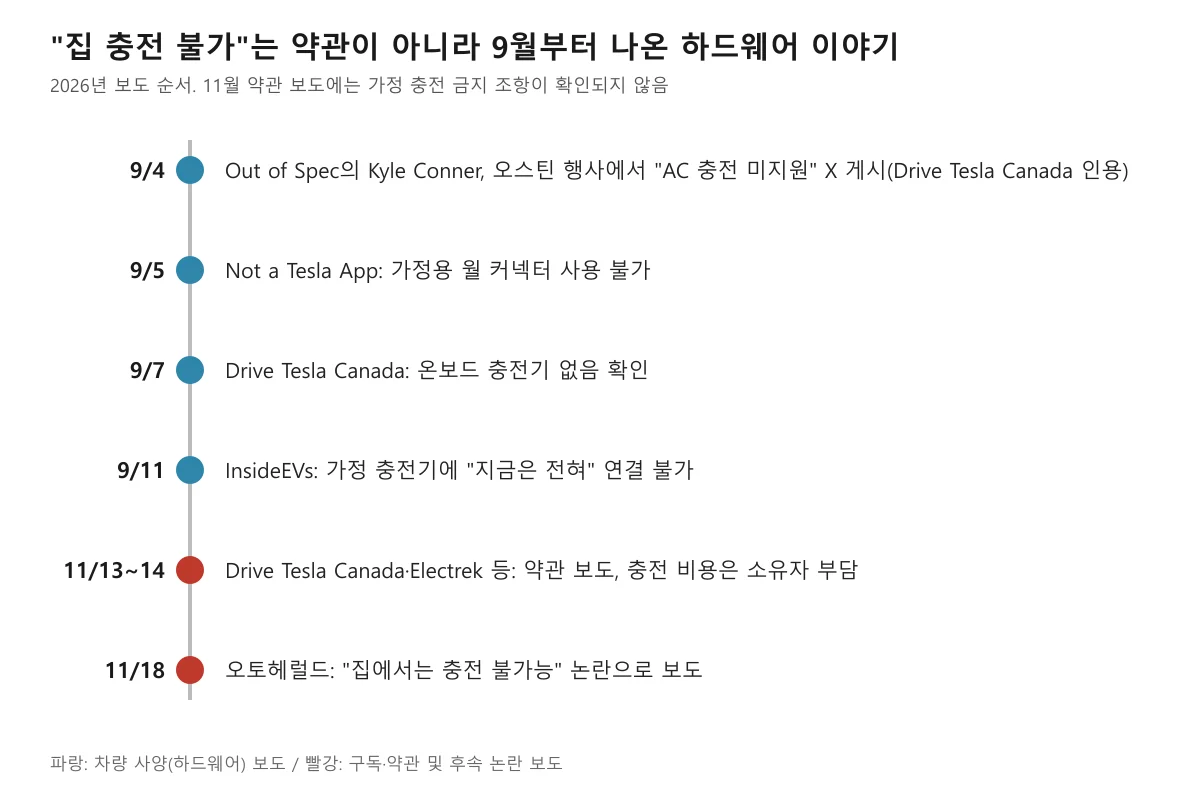 "집 충전 불가"는 약관이 아니라 9월부터 나온 하드웨어 이야기
2026년 보도 순서. 11월 약관 보도에는 가정 충전 금지 조항이 확인되지 않음
9/4 Out of Spec의 Kyle Conner, 오스틴 행사에서 "AC 충전 미지원" X 게시(Drive Tesla Canada 인용)
9/5 Not a Tesla App: 가정용 월 커넥터 사용 불가
9/7 Drive Tesla Canada: 온보드 충전기 없음 확인
9/11 InsideEVs: 가정 충전기에 "지금은 전혀" 연결 불가
11/13~14 Drive Tesla Canada·Electrek 등: 약관 보도, 충전 비용은 소유자 부담
11/18 오토헤럴드: "집에서는 충전 불가능" 논란으로 보도
파랑: 차량 사양(하드웨어) 보도 / 빨강: 구독·약관 및 후속 논란 보도